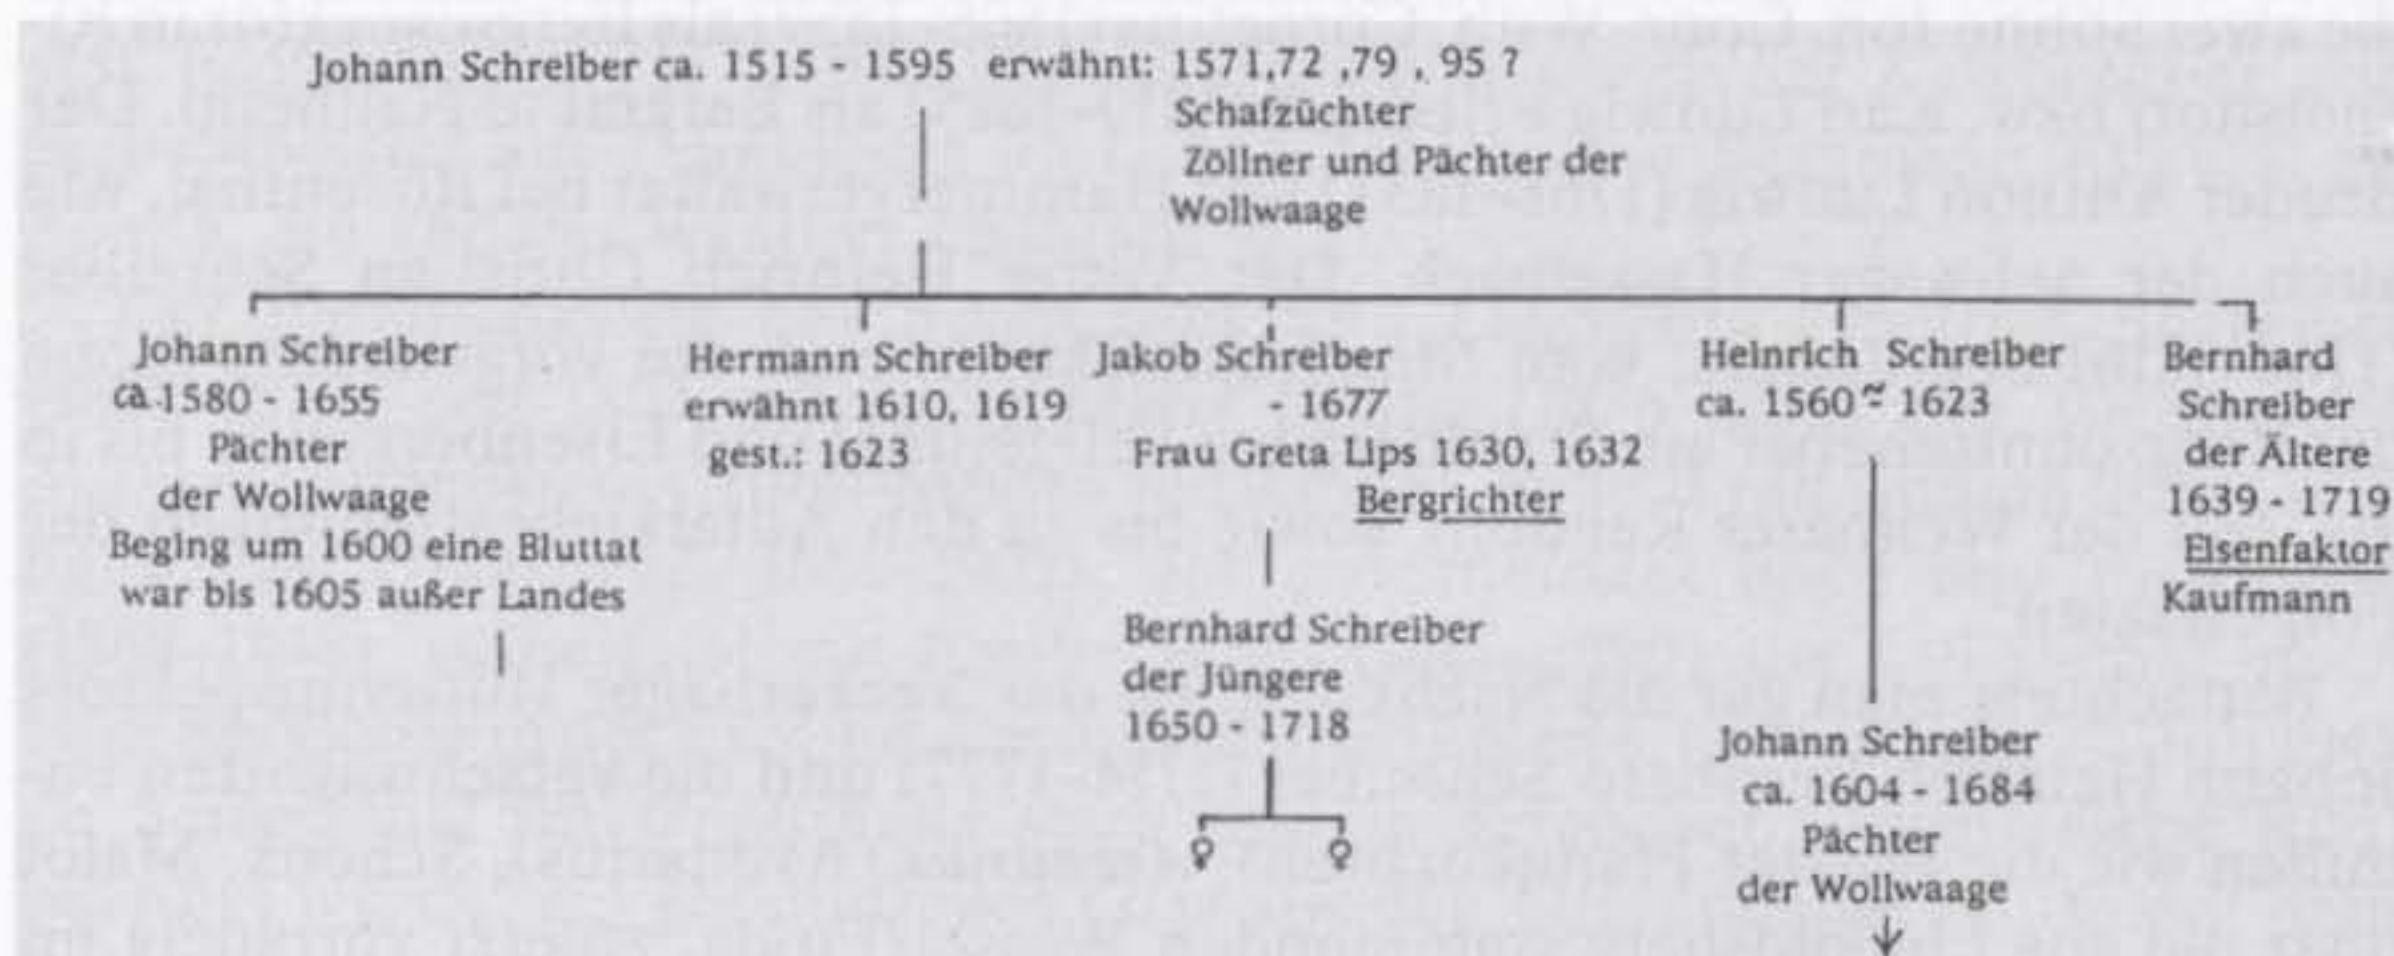 Johann Schreiber ca. 1515 - 1595 erwähnt: 1571,72 ,79 , 95 ?
Schafzüchter
Zöllner und Pächter der
Wollwaage
Johann Schreiber
ca.1580 - 1655
Pächter
der Wollwaage
Beging um 1600 eine Bluttat
war bis 1605 außer Landes
Hermann Schreiber
erwähnt 1610, 1619
gest.: 1623
Jakob Schreiber
- 1677
Frau Greta Lips 1630, 1632
Bergrichter
Bernhard Schreiber
der Jüngere
1650 - 1718
♀ ♀
Heinrich Schreiber
ca. 1560 ~ 1623
Johann Schreiber
ca. 1604 - 1684
Pächter
der Wollwaage
Bernhard
Schreiber
der Ältere
1639 - 1719
Eisenfaktor
Kaufmann